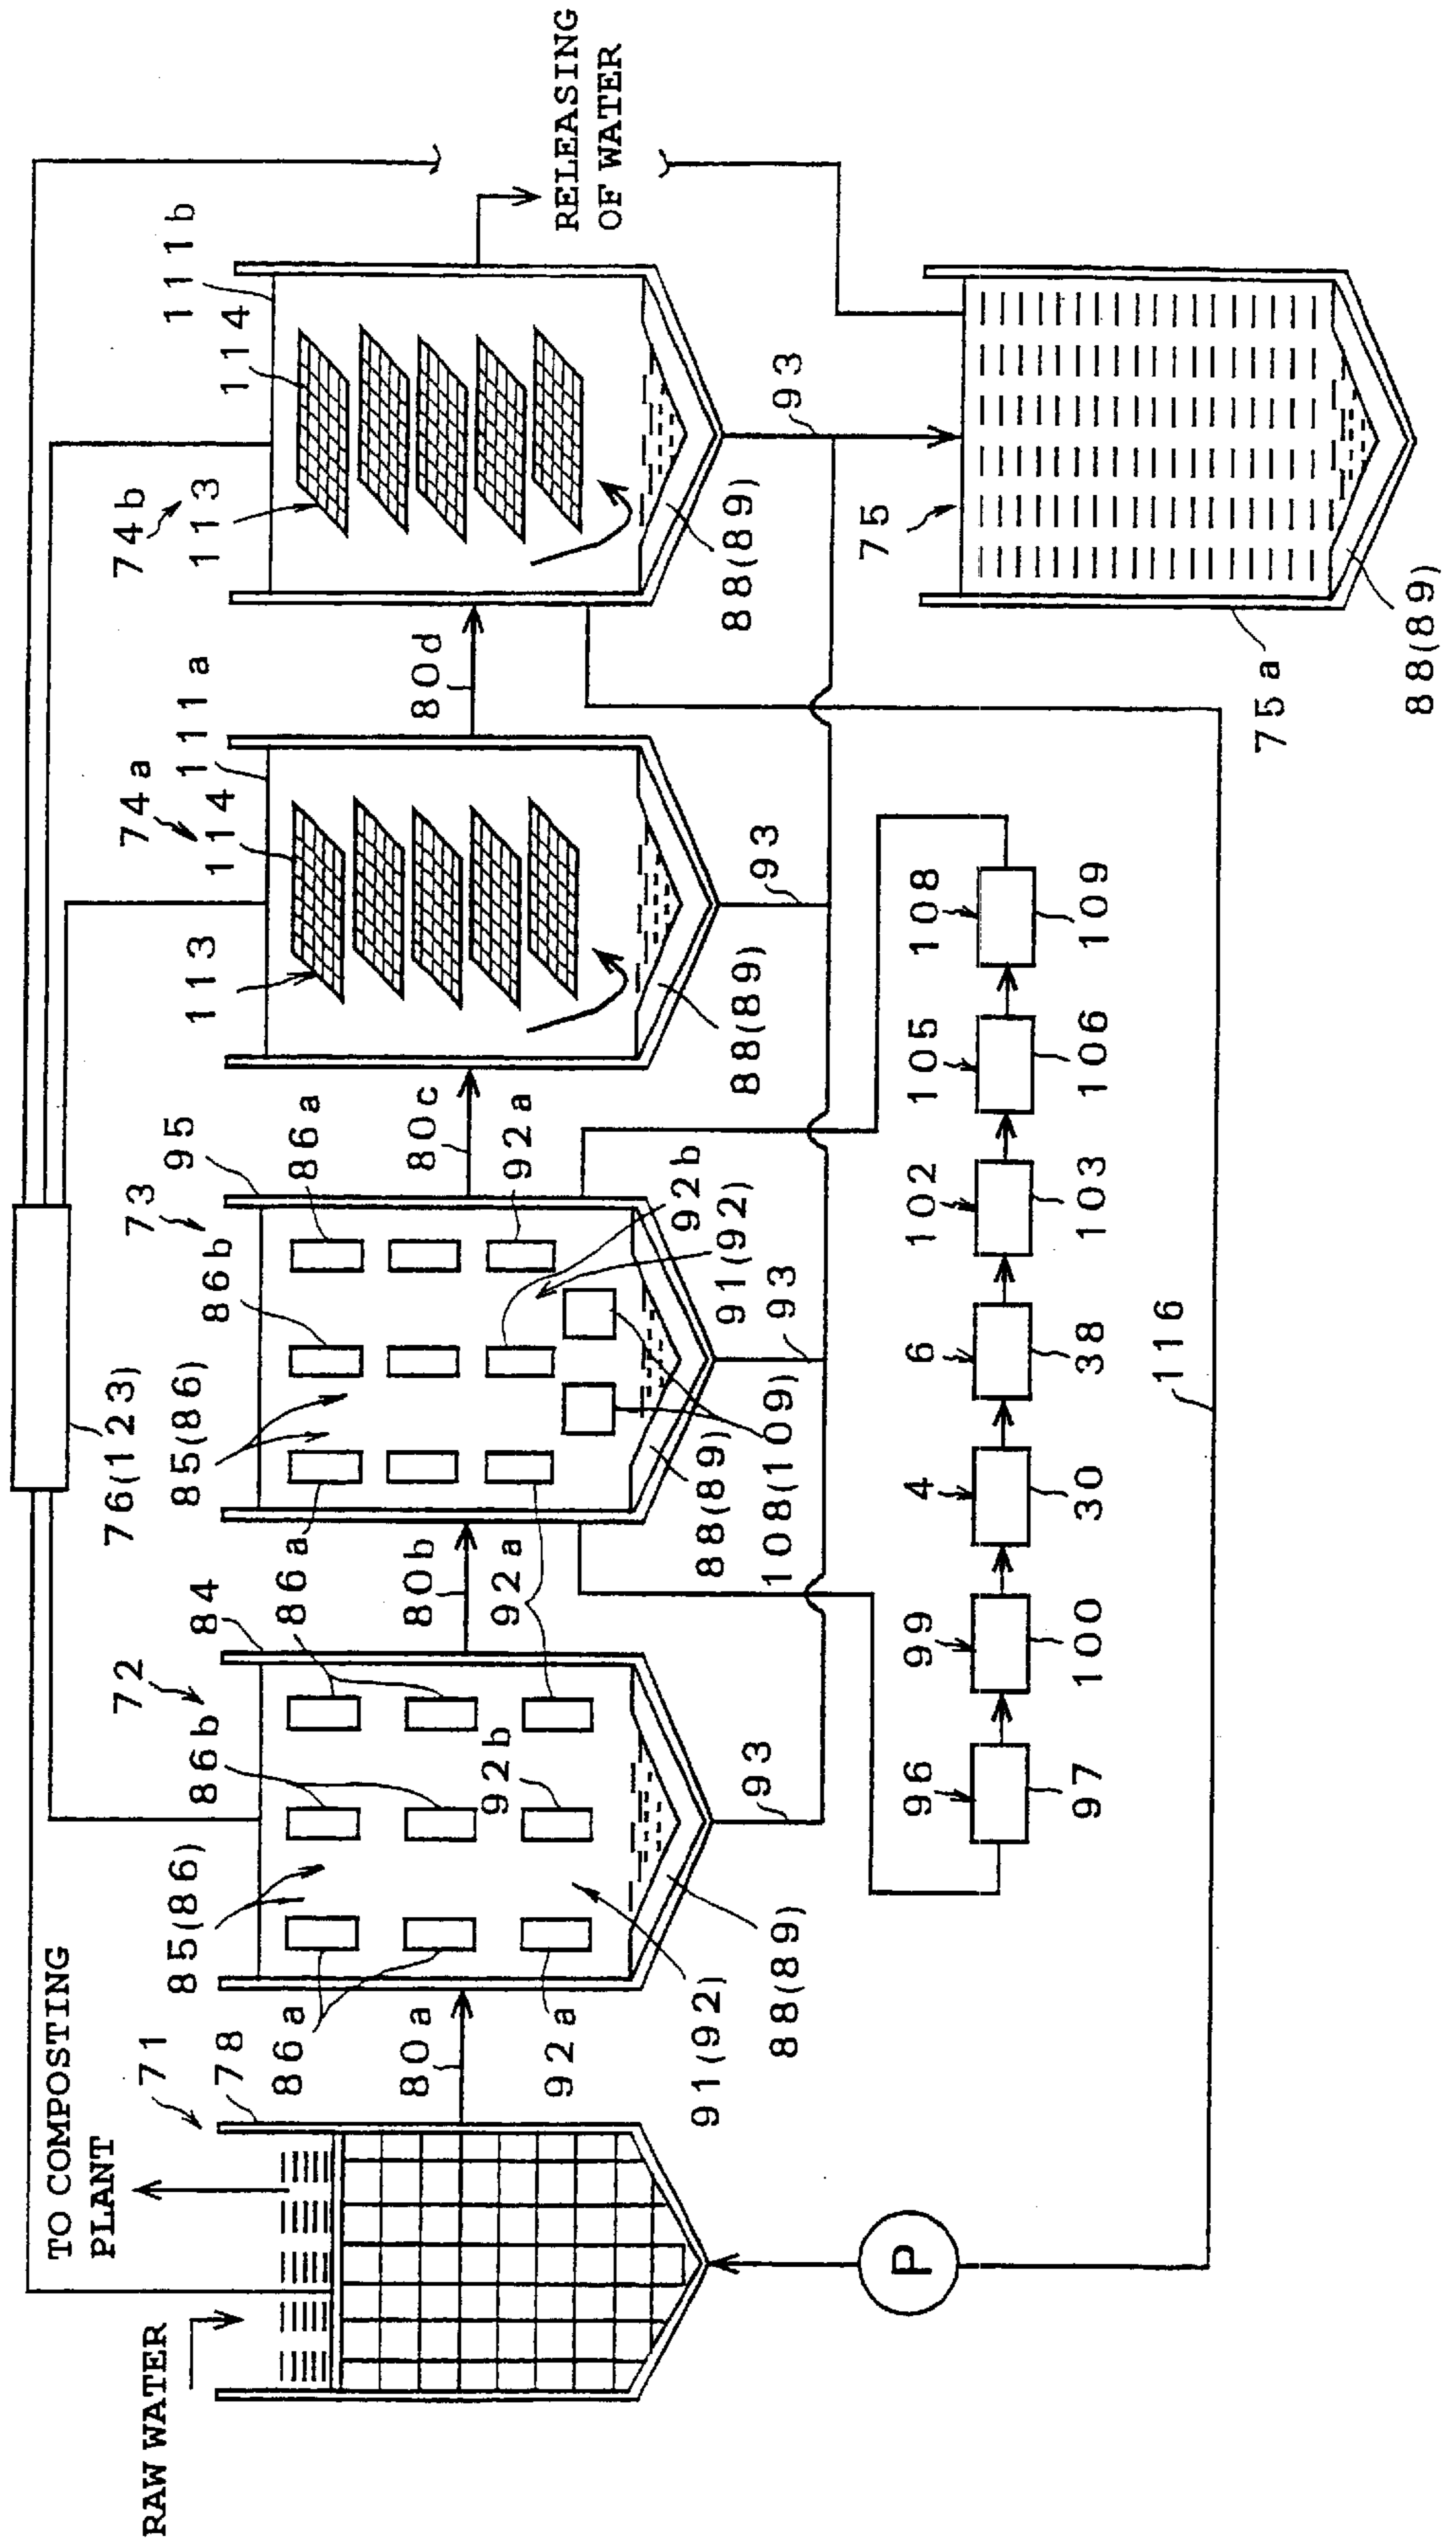 RAW WATER
TO COMPOSTING
PLANT
71
78
80a
86a
92a
85(86)
86b
72
84
92b
91(92)
88(89)
93
76(123)
86a
80b
92a
85(86)
86b
73
95
86a
80c
92a
92b
91(92)
93
88(89)
108(109)
113
74a
114
111a
80d
88(89)
93
74b
113
114
111b
88(89)
93
RELEASING
OF WATER
75
75a
88(89)
96
97
99
100
4
30
6
38
102
103
105
106
108
109
116
P